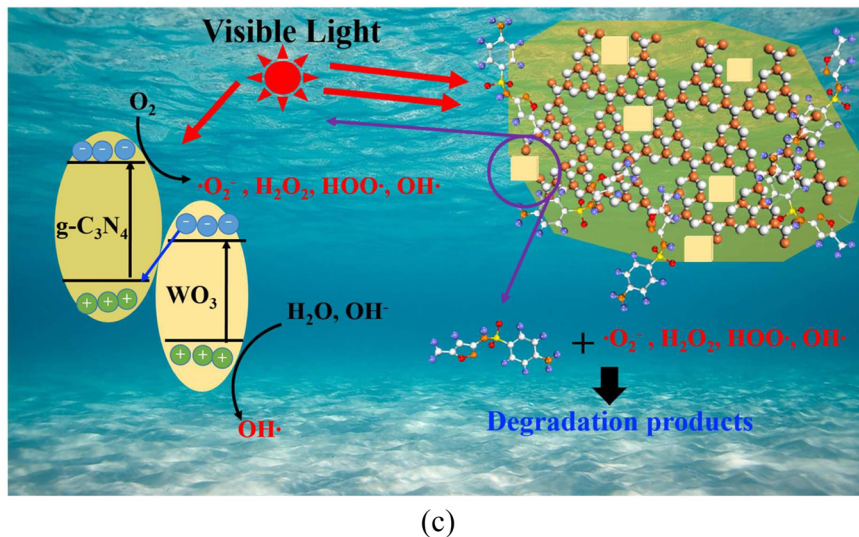 Visible Light
O₂
·O₂⁻ , H₂O₂, HOO·, OH·
g-C₃N₄
WO₃
H₂O, OH⁻
OH·
+ ·O₂⁻ , H₂O₂, HOO·, OH·
Degradation products
(c)